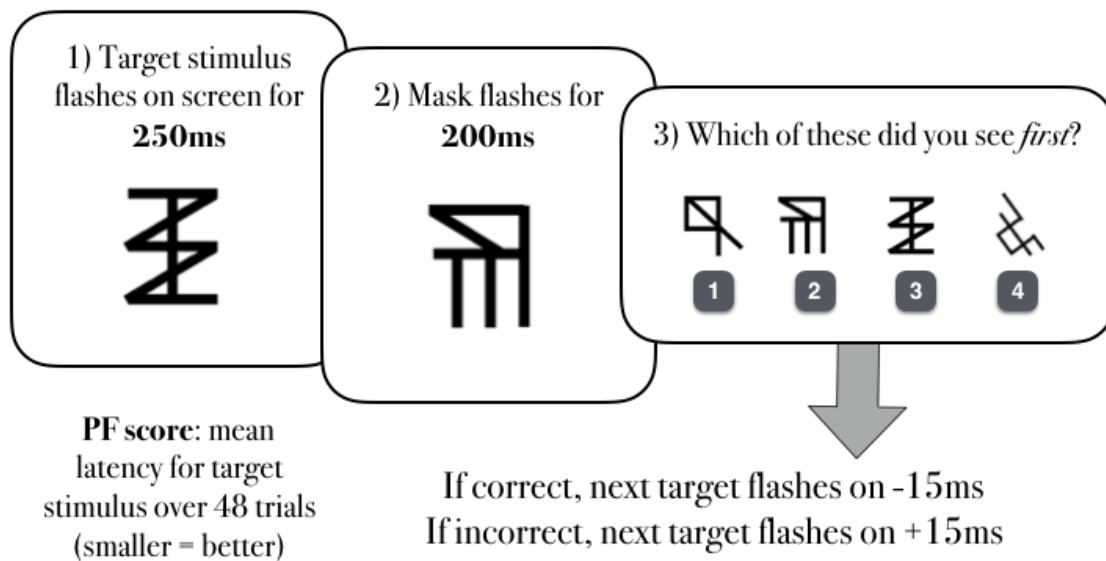 1) Target stimulus
flashes on screen for
250ms
2) Mask flashes for
200ms
3) Which of these did you see first?
1
2
3
4
PF score: mean
latency for target
stimulus over 48 trials
(smaller = better)
If correct, next target flashes on -15ms
If incorrect, next target flashes on +15ms